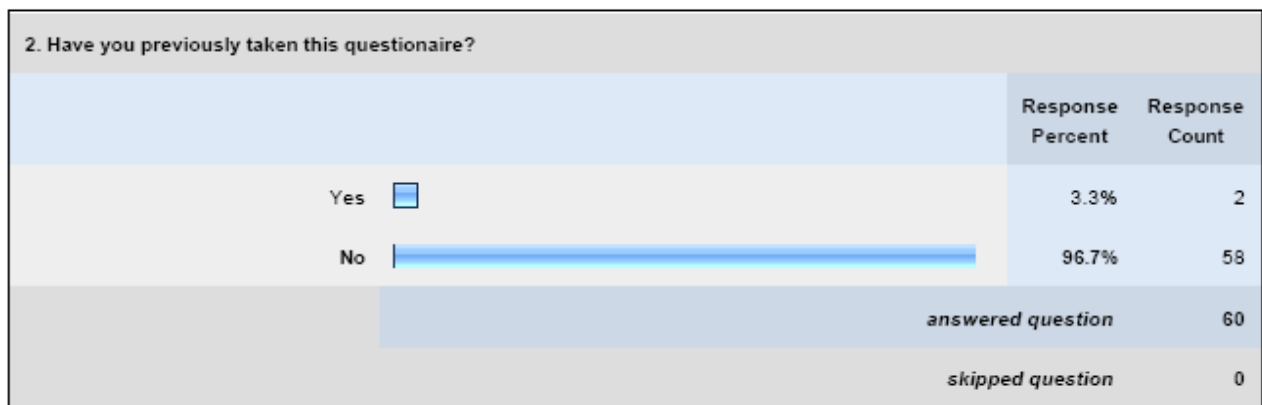 2. Have you previously taken this questionaire?
Response Percent Response Count
Yes 3.3% 2
No 96.7% 58
answered question 60
skipped question 0